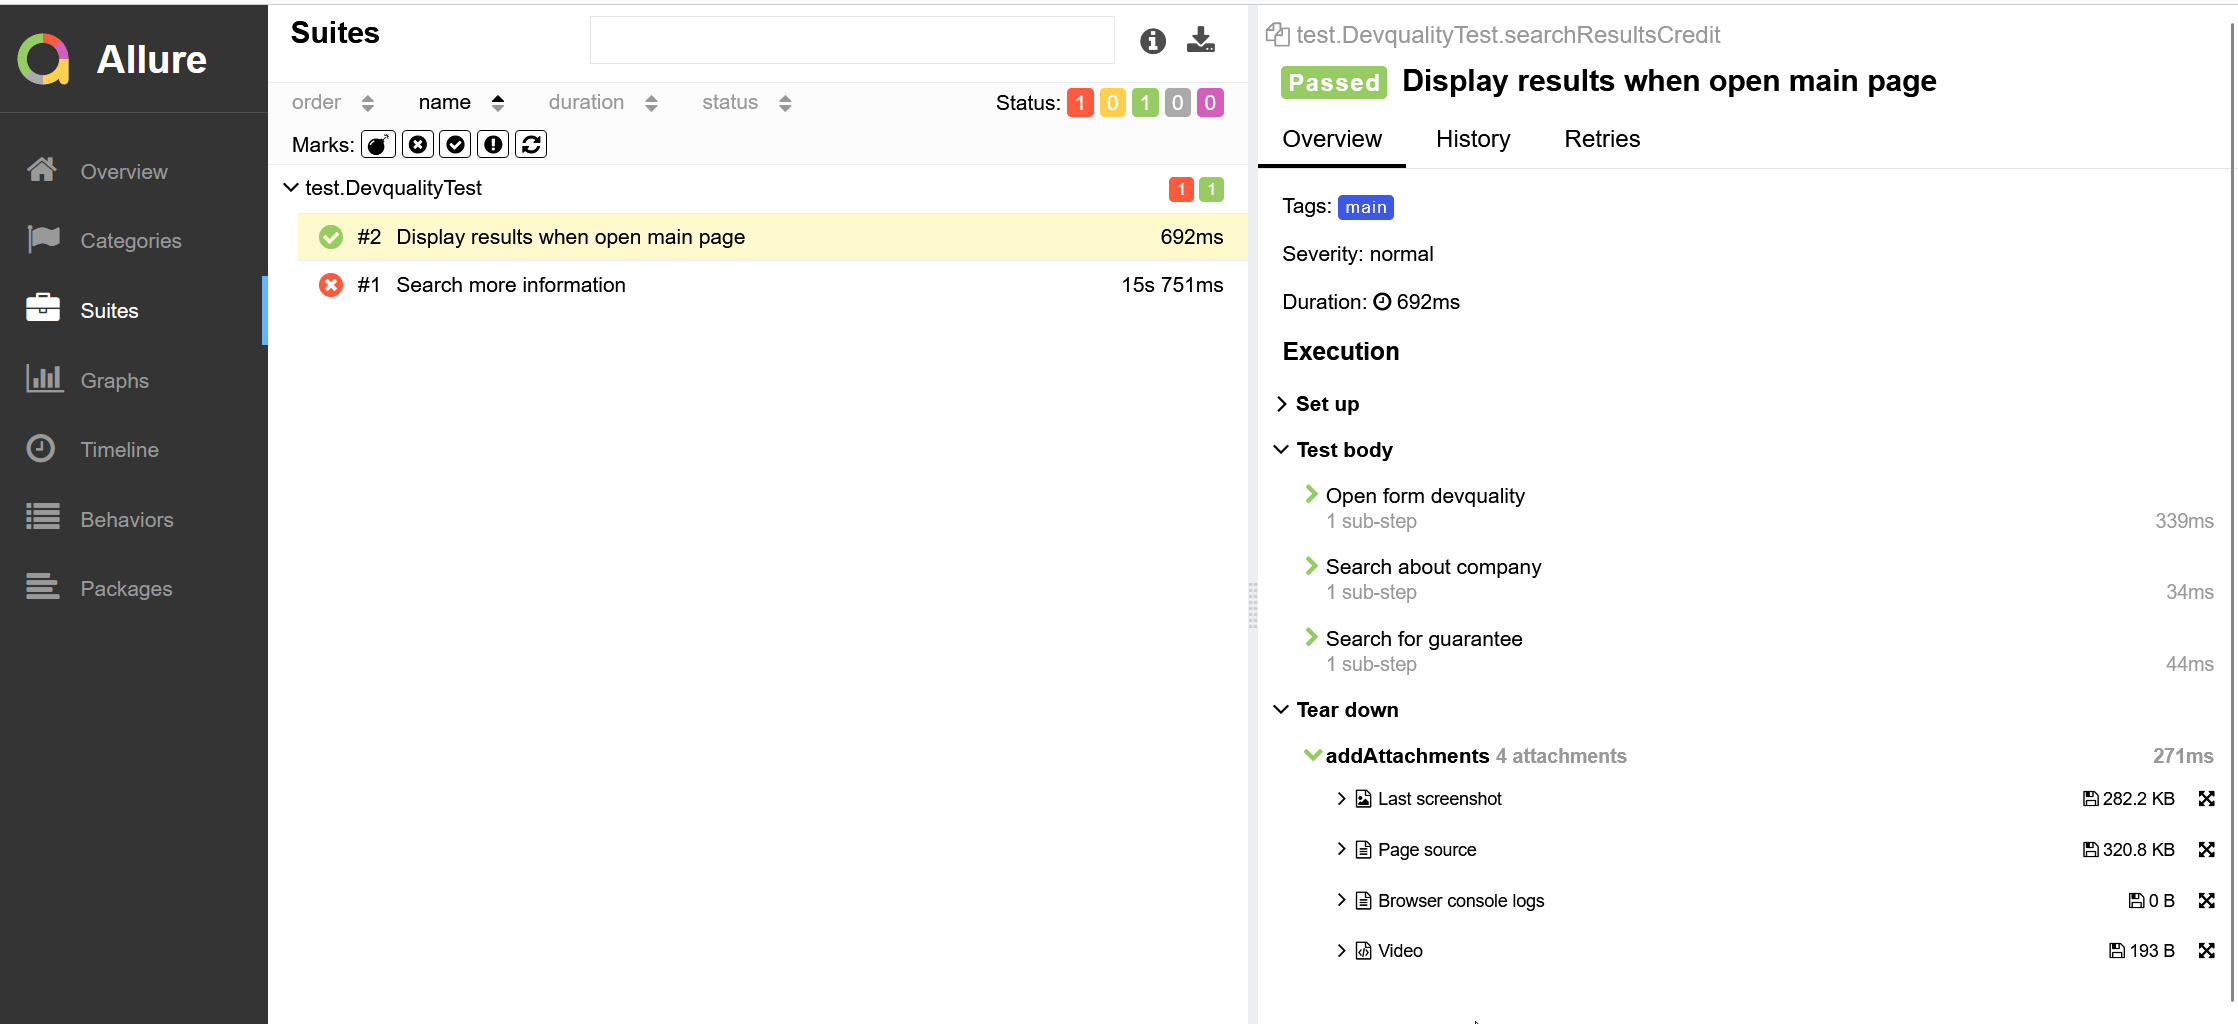 Allure
Overview
Categories
Suites
Graphs
Timeline
Behaviors
Packages
Suites
order name duration status Status: 1 0 1 0 0
Marks:
test.DevqualityTest 1 1
#2 Display results when open main page 692ms
#1 Search more information 15s 751ms
test.DevqualityTest.searchResultsCredit
Passed Display results when open main page
Overview History Retries
Tags: main
Severity: normal
Duration: 692ms
Execution
Set up
Test body
Open form devquality
1 sub-step 339ms
Search about company
1 sub-step 34ms
Search for guarantee
1 sub-step 44ms
Tear down
addAttachments 4 attachments 271ms
Last screenshot 282.2 KB
Page source 320.8 KB
Browser console logs 0 B
Video 193 B